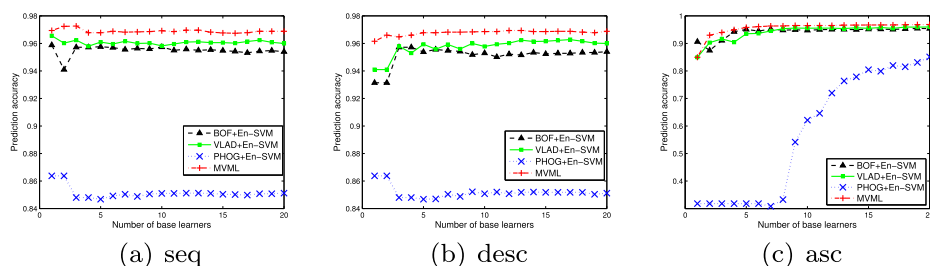 0.98
0.96
0.94
0.92
0.9
0.88
0.86
0.84
Prediction accuracy
BOF+En-SVM
VLAD+En-SVM
PHOG+En-SVM
MVML
0 5 10 15 20
Number of base learners
(a) seq
0.98
0.96
0.94
0.92
0.9
0.88
0.86
0.84
Prediction accuracy
BOF+En-SVM
VLAD+En-SVM
PHOG+En-SVM
MVML
0 5 10 15 20
Number of base learners
(b) desc
1
0.9
0.8
0.7
0.6
0.5
0.4
Prediction accuracy
BOF+En-SVM
VLAD+En-SVM
PHOG+En-SVM
MVML
0 5 10 15 20
Number of base learners
(c) asc